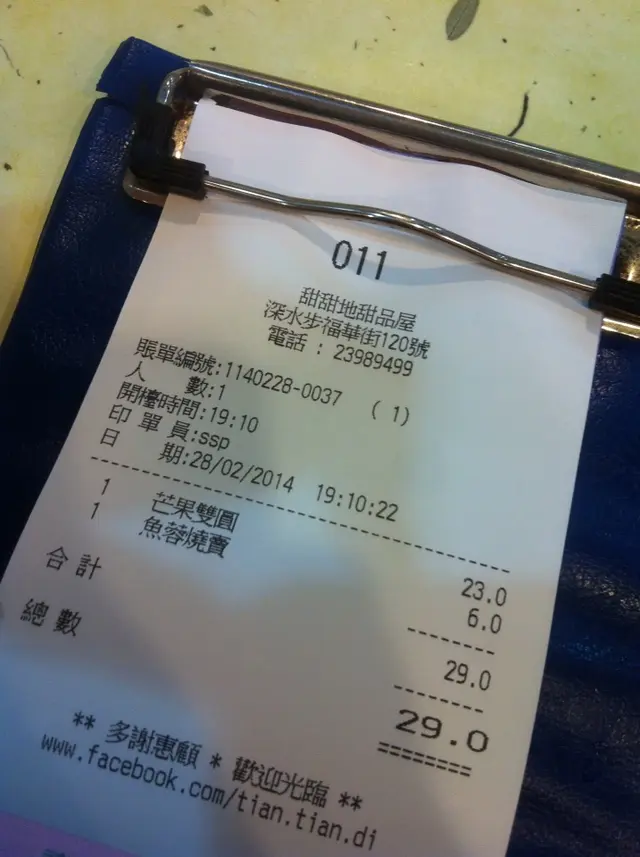 011
甜甜地甜品屋
深水步福華街120號
電話 : 23989499
賬單編號:1140228-0037 ( 1)
人 數:1
開檯時間:19:10
印 單 員:ssp
日 期:28/02/2014 19:10:22
1 芒果雙圓 23.0
1 魚蓉燒賣 6.0
合 計 29.0
總 數 29.0
** 多謝惠顧 * 歡迎光臨 **
www.facebook.com/tian.tian.di